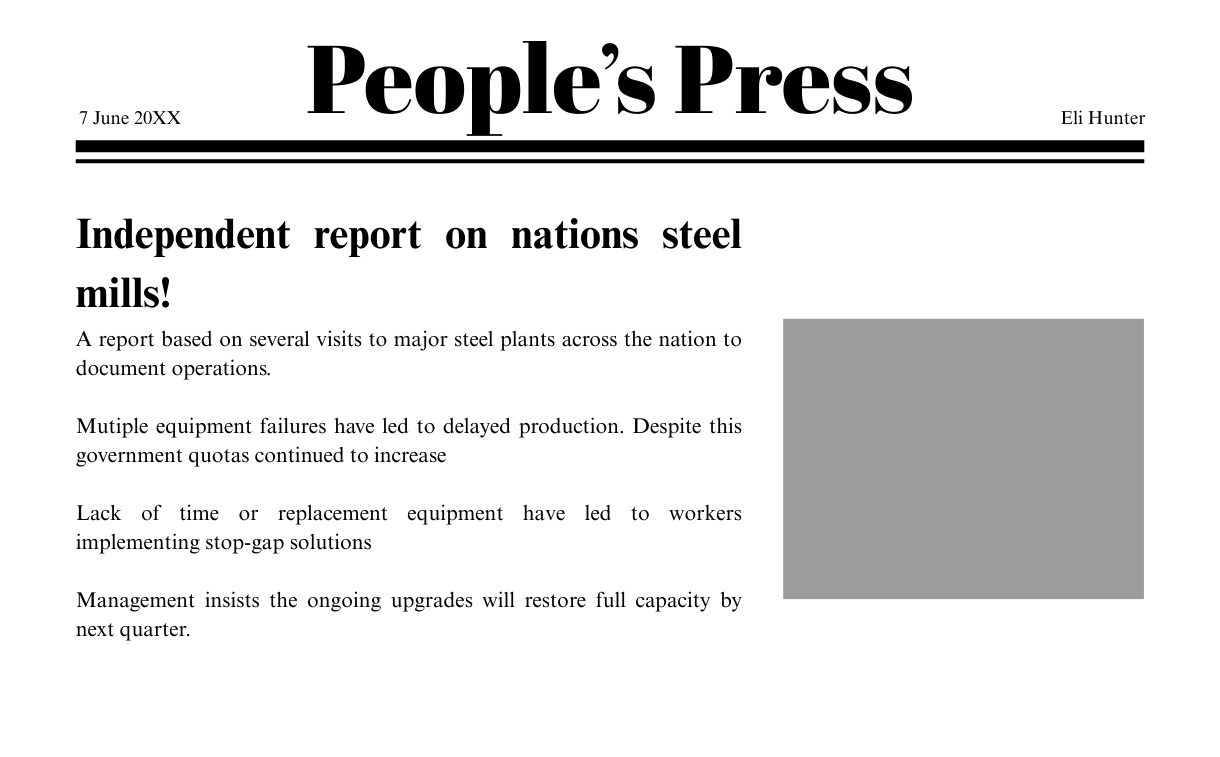 People's Press
7 June 20XX
Eli Hunter
Independent report on nations steel
mills!
A report based on several visits to major steel plants across the nation to
document operations.
Mutiple equipment failures have led to delayed production. Despite this
government quotas continued to increase
Lack of time or replacement equipment have led to workers
implementing stop-gap solutions
Management insists the ongoing upgrades will restore full capacity by
next quarter.